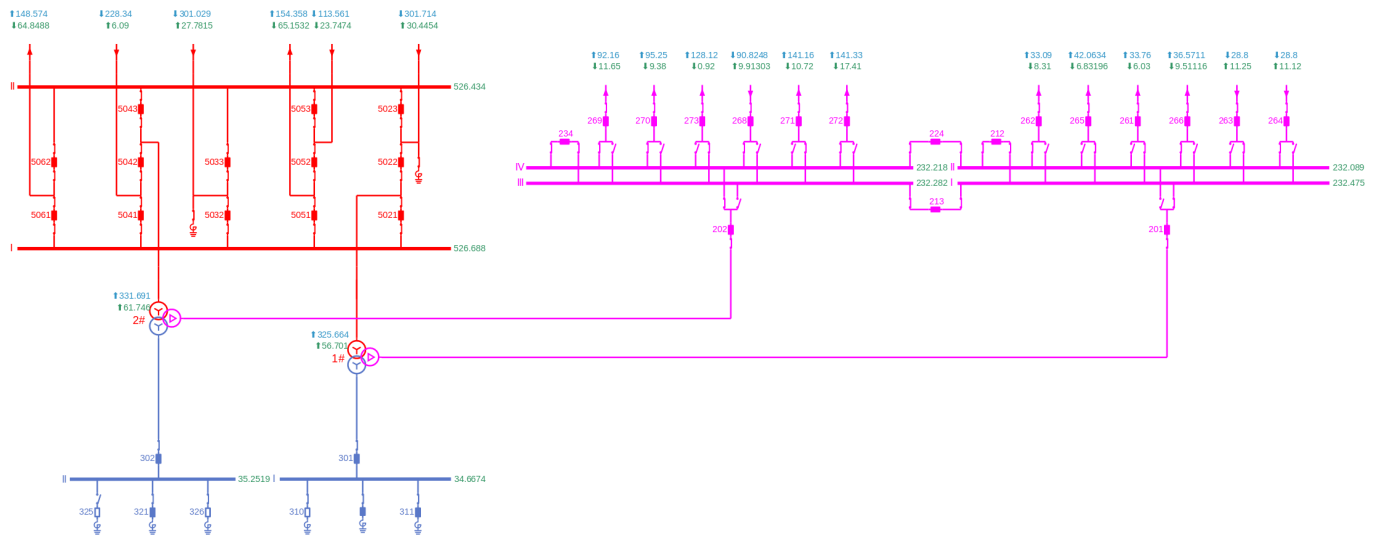 ⬆148.574 ⬇228.34 ⬇301.029 ⬆154.358 ⬇113.561 ⬇301.714
⬇64.8488 ⬆6.09 ⬆27.7815 ⬇65.1532 ⬇23.7474 ⬆30.4454
⬆92.16 ⬆95.25 ⬆128.12 ⬇90.8248 ⬆141.16 ⬆141.33 ⬆33.09 ⬆42.0634 ⬆33.76 ⬆36.5711 ⬇28.8 ⬇28.8
⬇11.65 ⬇9.38 ⬇0.92 ⬆9.91303 ⬇10.72 ⬇17.41 ⬇8.31 ⬇6.83196 ⬇6.03 ⬇9.51116 ⬆11.25 ⬆11.12
II 526.434
5043 5053 5023
269 270 273 268 271 272 262 265 261 266 263 264
234 224 212
5062 5042 5033 5052 5022
IV 232.218 II 232.089
III 232.282 I 232.475
213
5061 5041 5032 5051 5021
202 201
I 526.688
⬆331.691
⬆61.746
2#
⬆325.664
⬆56.701
1#
302 301
II 35.2519 I 34.6674
325 321 326 310 311